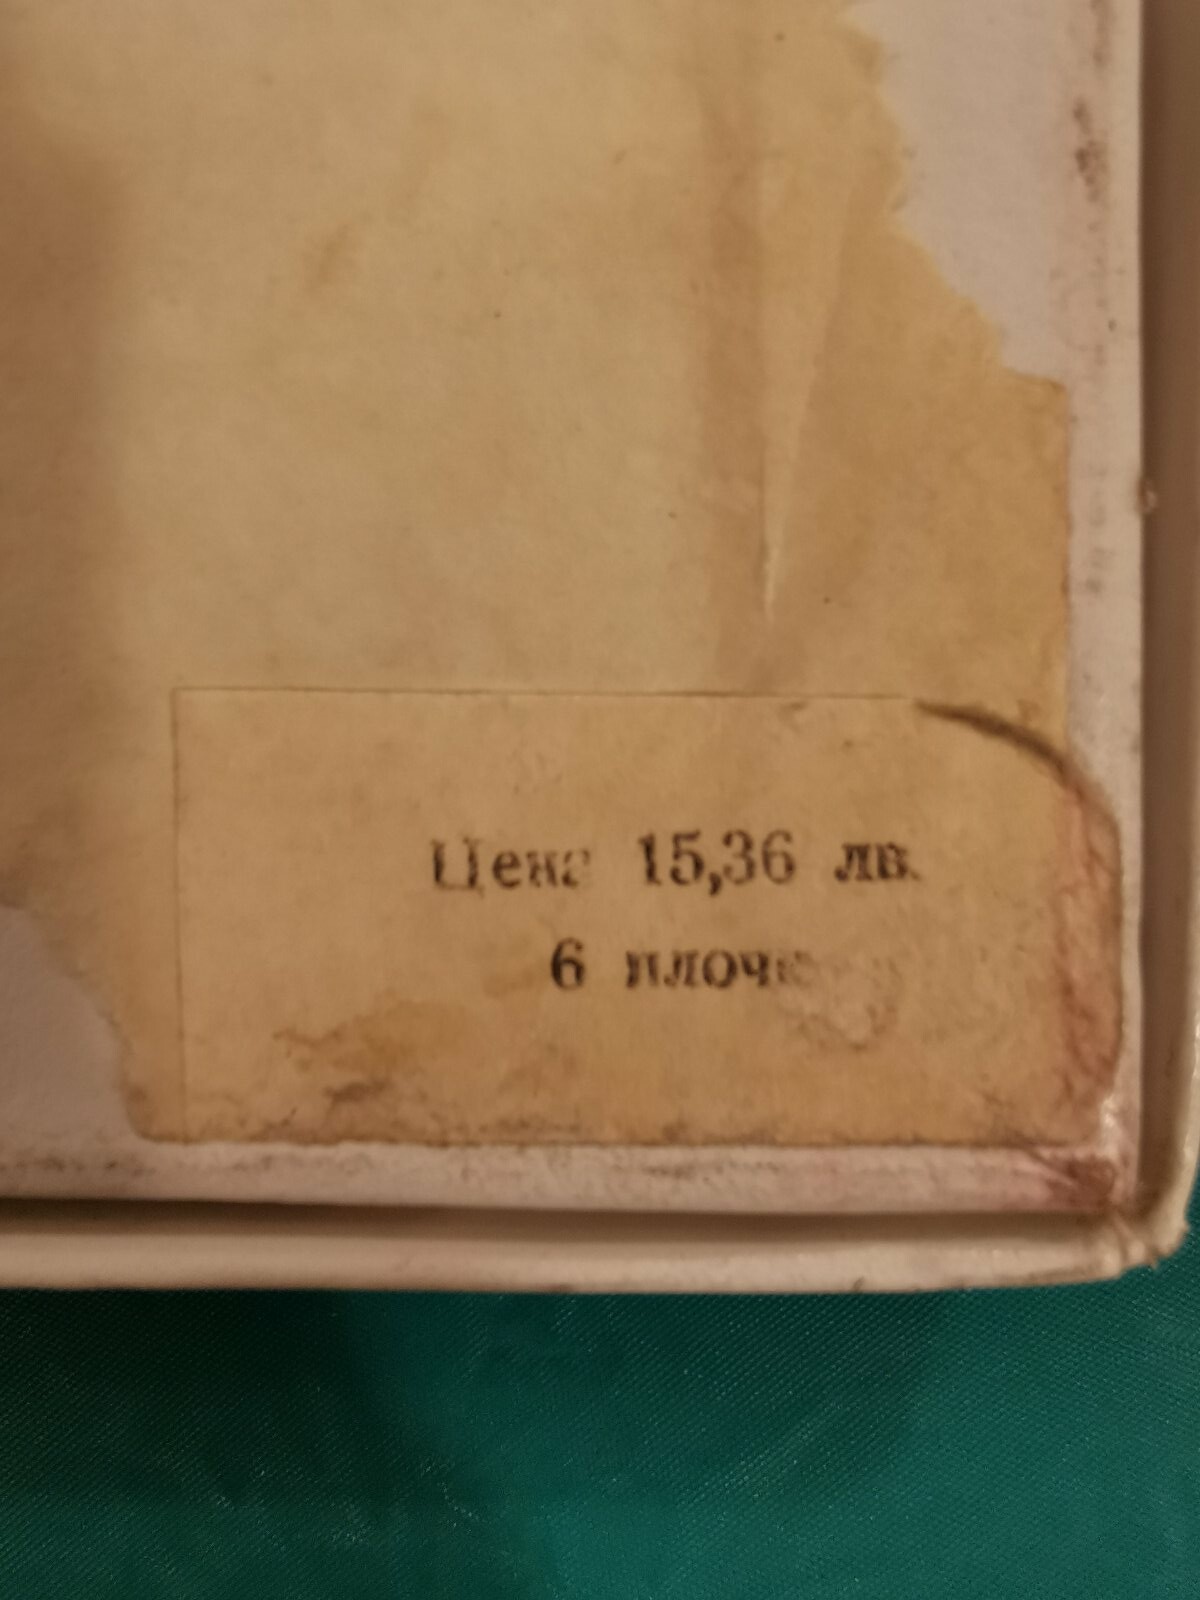 Цена 15,36 лв.
6 плочи